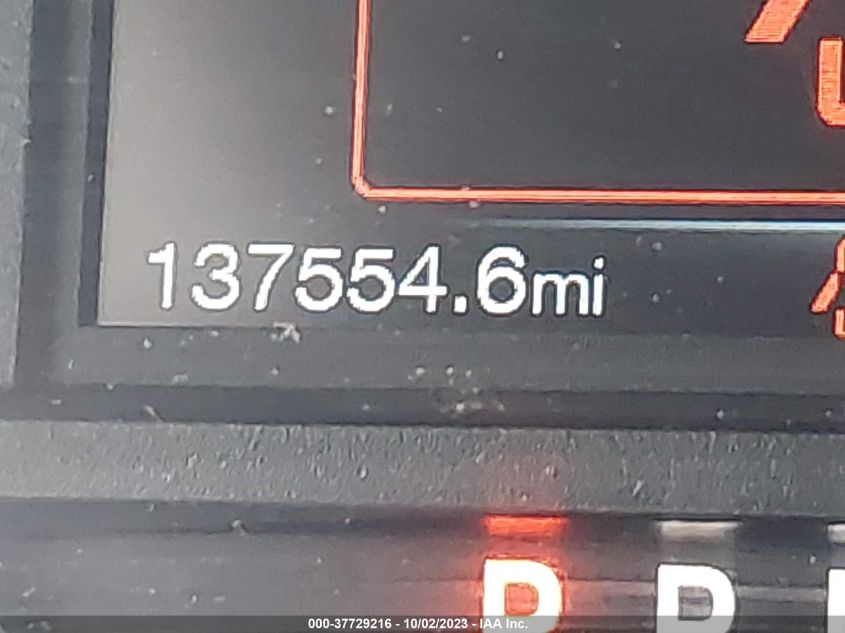 137554.6mi
P R
000-37729216 - 10/02/2023 - IAA Inc.